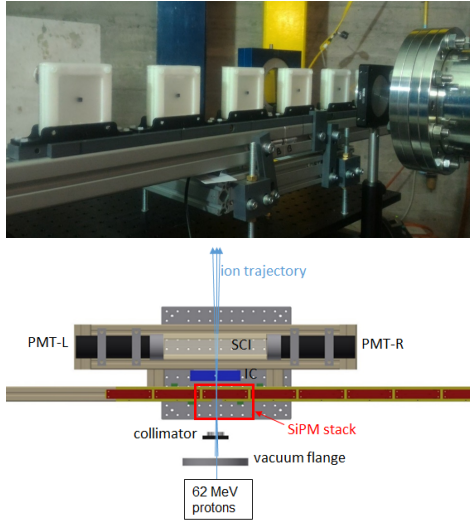 ion trajectory
PMT-L
SCI
PMT-R
IC
SiPM stack
collimator
vacuum flange
62 MeV
protons